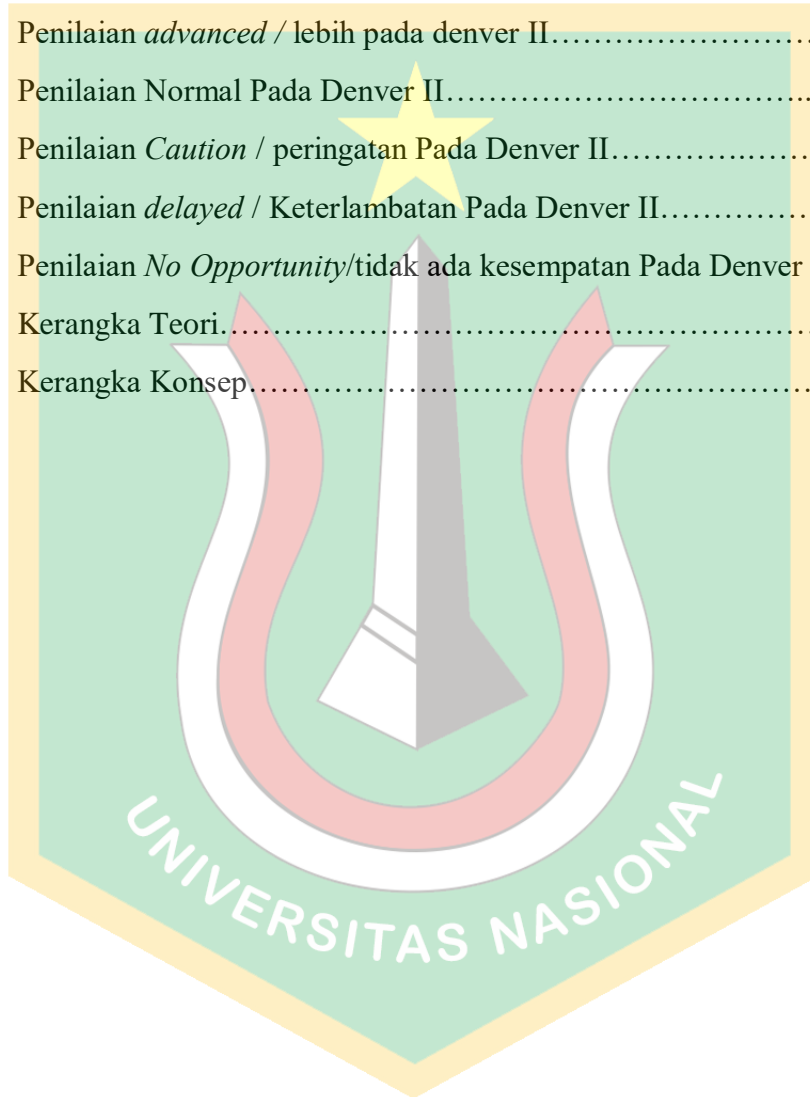 Penilaian advanced / lebih pada denver II……………………….
Penilaian Normal Pada Denver II…………………………………..
Penilaian Caution / peringatan Pada Denver II………….……….
Penilaian delayed / Keterlambatan Pada Denver II………………
Penilaian No Opportunity/tidak ada kesempatan Pada Denver
Kerangka Teori……………………………………………………….
Kerangka Konsep…………………………………………………….
UNIVERSITAS NASIONAL